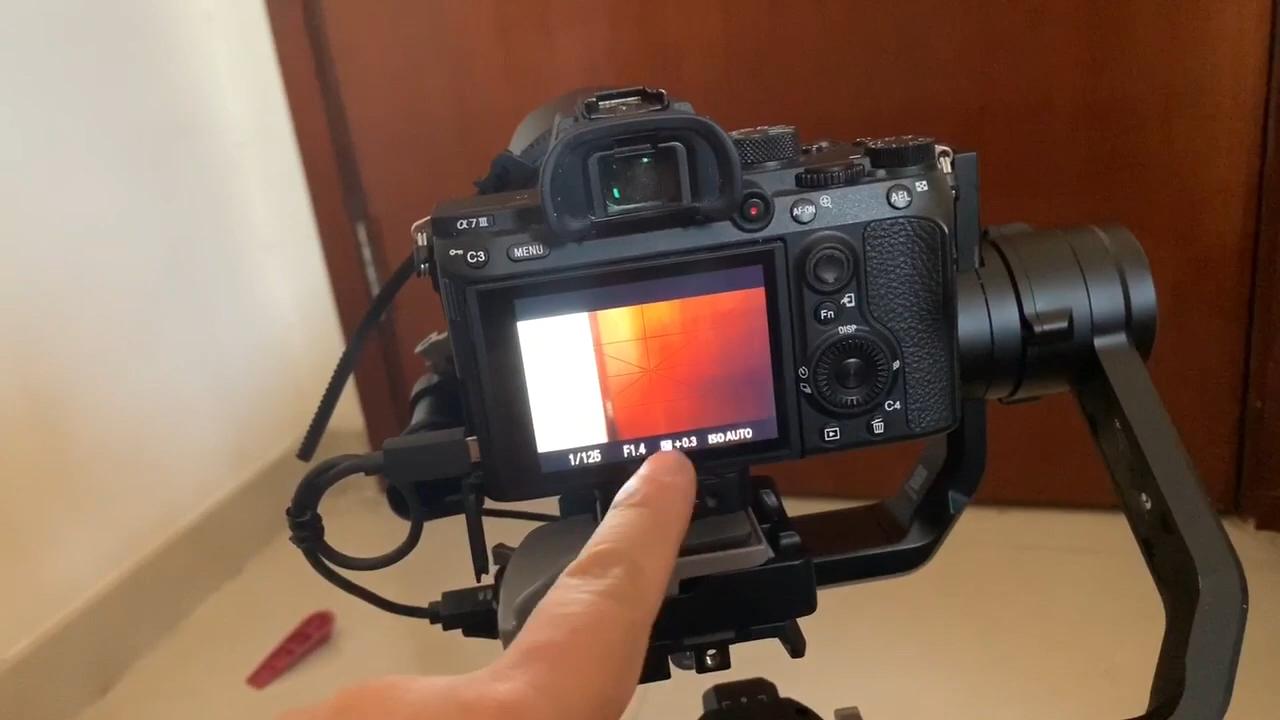 α7III
C3 MENU
AF-ON AEL
Fn
DISP
C4
1/125 F1.4 +0.3 ISO AUTO